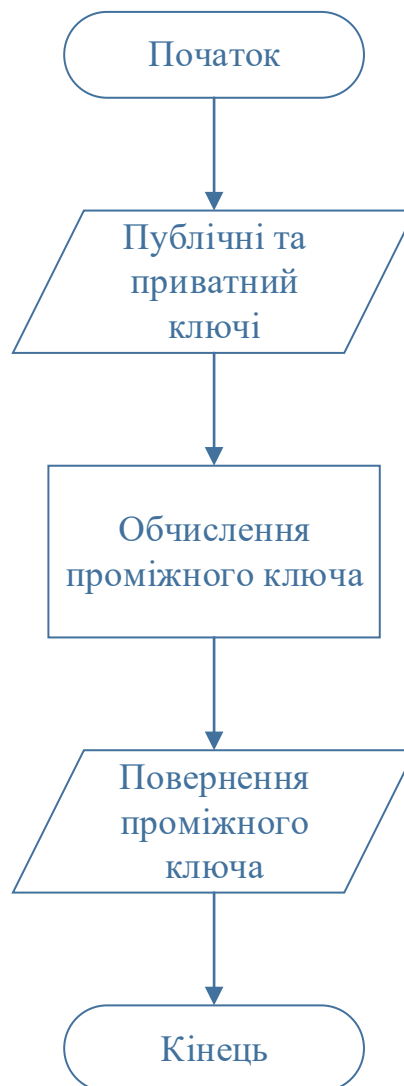 Початок
Публічні та
приватний
ключі
Обчислення
проміжного ключа
Повернення
проміжного
ключа
Кінець